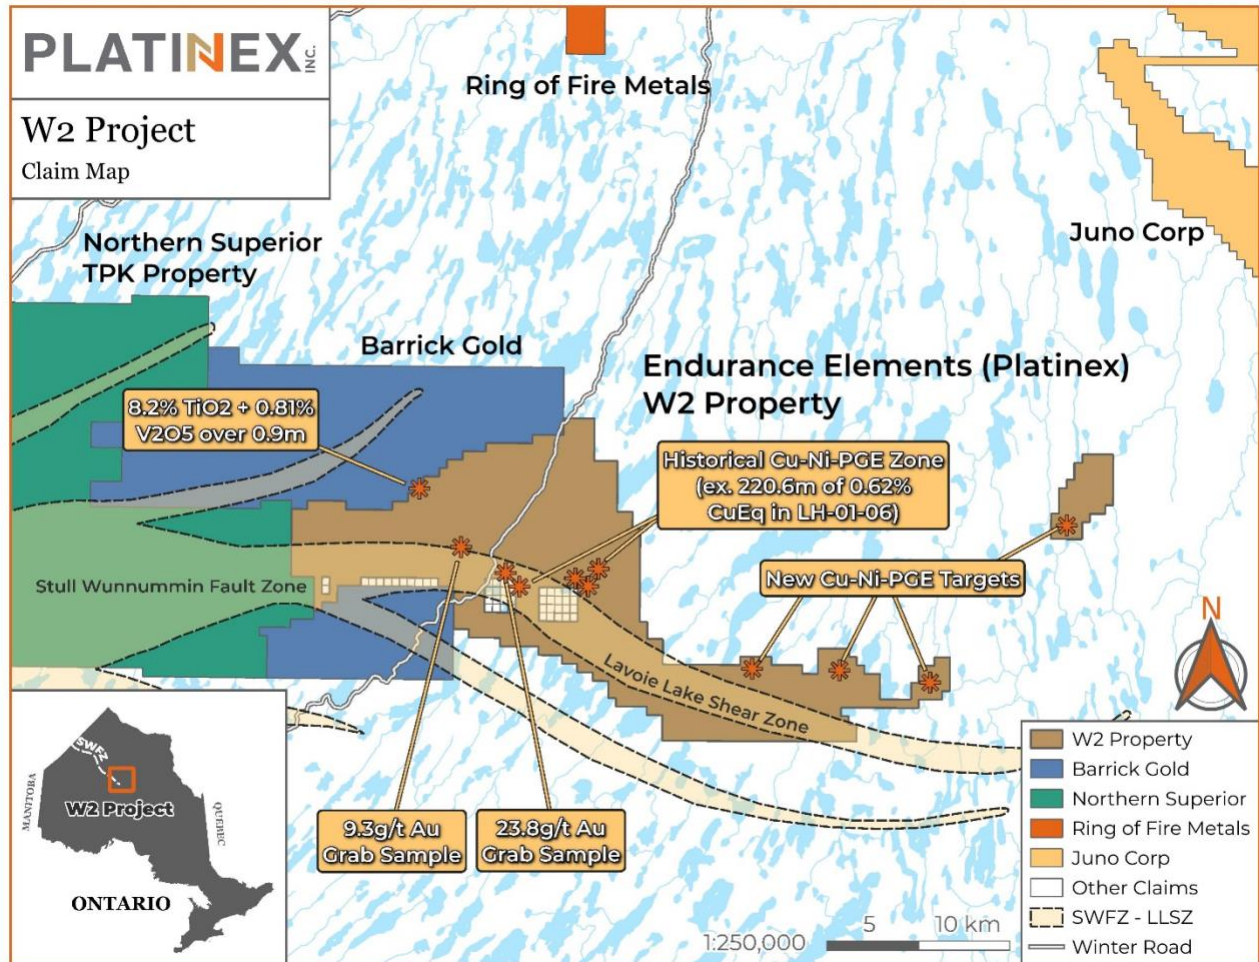 PLATINEX INC.
W2 Project
Claim Map
Ring of Fire Metals
Juno Corp
Northern Superior
TPK Property
Barrick Gold
Endurance Elements (Platinex)
W2 Property
8.2% TiO2 + 0.81%
V2O5 over 0.9m
Historical Cu-Ni-PGE Zone
(ex. 220.6m of 0.62%
CuEq in LH-01-06)
New Cu-Ni-PGE Targets
Stull Wunnummin Fault Zone
Lavoie Lake Shear Zone
N
9.3g/t Au
Grab Sample
23.8g/t Au
Grab Sample
SWFZ
MANITOBA
W2 Project
QUEBEC
ONTARIO
1:250,000
5
10 km
W2 Property
Barrick Gold
Northern Superior
Ring of Fire Metals
Juno Corp
Other Claims
SWFZ - LLSZ
Winter Road